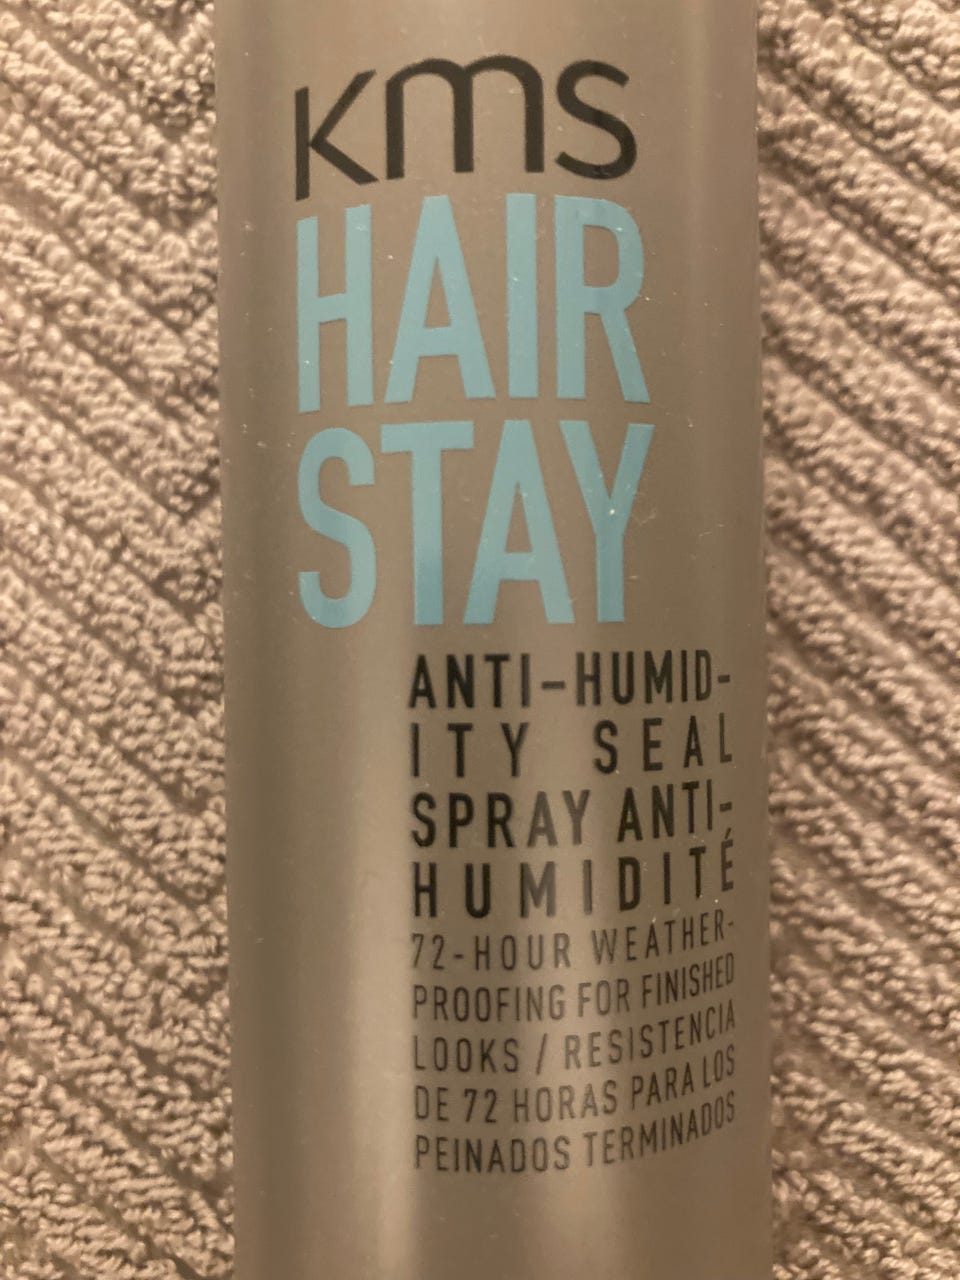 KMS
HAIR
STAY
ANTI-HUMID-
ITY SEAL
SPRAY ANTI-
HUMIDITÉ
72-HOUR WEATHER-
PROOFING FOR FINISHED
LOOKS / RESISTENCIA
DE 72 HORAS PARA LOS
PEINADOS TERMINADOS